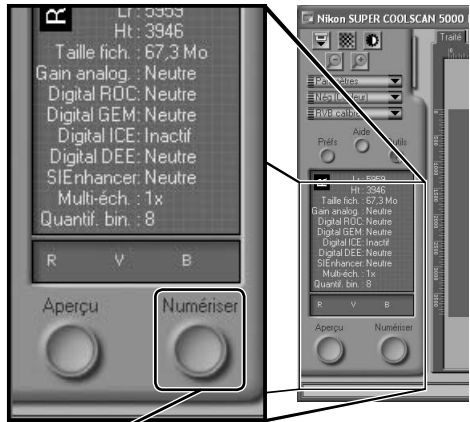 R
Lr : 5959
Ht : 3946
Taille fich. : 67,3 Mo
Gain analog. : Neutre
Digital ROC: Neutre
Digital GEM: Neutre
Digital ICE: Inactif
Digital DEE: Neutre
SIEnhancer: Neutre
Multi-éch. : 1x
Quantif. bin. : 8
R V B
Aperçu Numériser
Nikon SUPER COOLSCAN 5000
Traité
Paramètres
Nég (Couleur)
RVB calibré
Préfs Aide Outils
R
Lr : 5959
Ht : 3946
Taille fich. : 67,3 Mo
Gain analog. : Neutre
Digital ROC: Neutre
Digital GEM: Neutre
Digital ICE: Inactif
Digital DEE: Neutre
SIEnhancer: Neutre
Multi-éch. : 1x
Quantif. bin. : 8
R V B
Aperçu Numériser